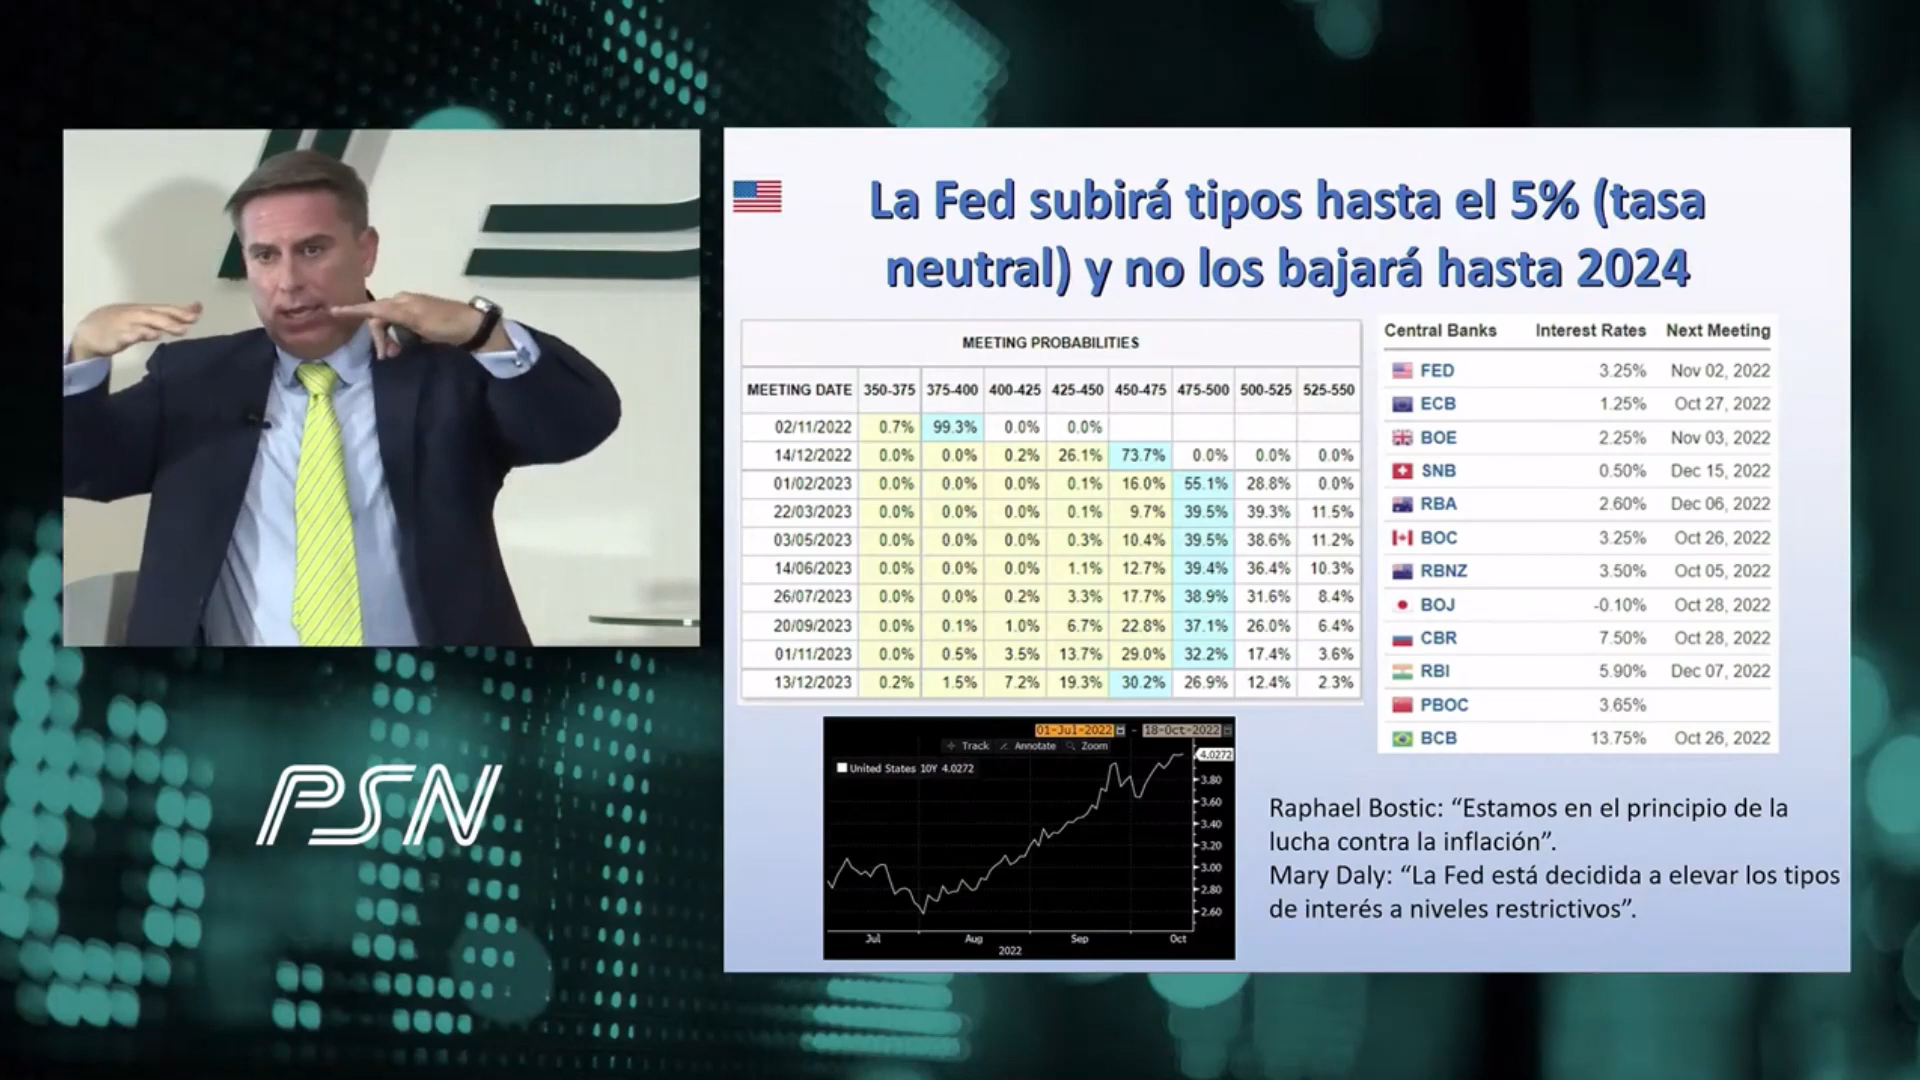 La Fed subirá tipos hasta el 5% (tasa
neutral) y no los bajará hasta 2024
MEETING PROBABILITIES
MEETING DATE 350-375 375-400 400-425 425-450 450-475 475-500 500-525 525-550
02/11/2022 0.7% 99.3% 0.0% 0.0%
14/12/2022 0.0% 0.0% 0.2% 26.1% 73.7% 0.0% 0.0% 0.0%
01/02/2023 0.0% 0.0% 0.0% 0.1% 16.0% 55.1% 28.8% 0.0%
22/03/2023 0.0% 0.0% 0.0% 0.1% 9.7% 39.5% 39.3% 11.5%
03/05/2023 0.0% 0.0% 0.0% 0.3% 10.4% 39.5% 38.6% 11.2%
14/06/2023 0.0% 0.0% 0.0% 1.1% 12.7% 39.4% 36.4% 10.3%
26/07/2023 0.0% 0.0% 0.2% 3.3% 17.7% 38.9% 31.6% 8.4%
20/09/2023 0.0% 0.1% 1.0% 6.7% 22.8% 37.1% 26.0% 6.4%
01/11/2023 0.0% 0.5% 3.5% 13.7% 29.0% 32.2% 17.4% 3.6%
13/12/2023 0.2% 1.5% 7.2% 19.3% 30.2% 26.9% 12.4% 2.3%
Central Banks Interest Rates Next Meeting
FED 3.25% Nov 02, 2022
ECB 1.25% Oct 27, 2022
BOE 2.25% Nov 03, 2022
SNB 0.50% Dec 15, 2022
RBA 2.60% Dec 06, 2022
BOC 3.25% Oct 26, 2022
RBNZ 3.50% Oct 05, 2022
BOJ -0.10% Oct 28, 2022
CBR 7.50% Oct 28, 2022
RBI 5.90% Dec 07, 2022
PBOC 3.65%
BCB 13.75% Oct 26, 2022
01-Jul-2022 - 18-Oct-2022
Track Annotate Zoom
United States 10Y 4.0272
4.0272
3.80
3.60
3.40
3.20
3.00
2.80
2.60
Jul Aug Sep Oct
2022
Raphael Bostic: “Estamos en el principio de la
lucha contra la inflación”.
Mary Daly: “La Fed está decidida a elevar los tipos
de interés a niveles restrictivos”.
PSN